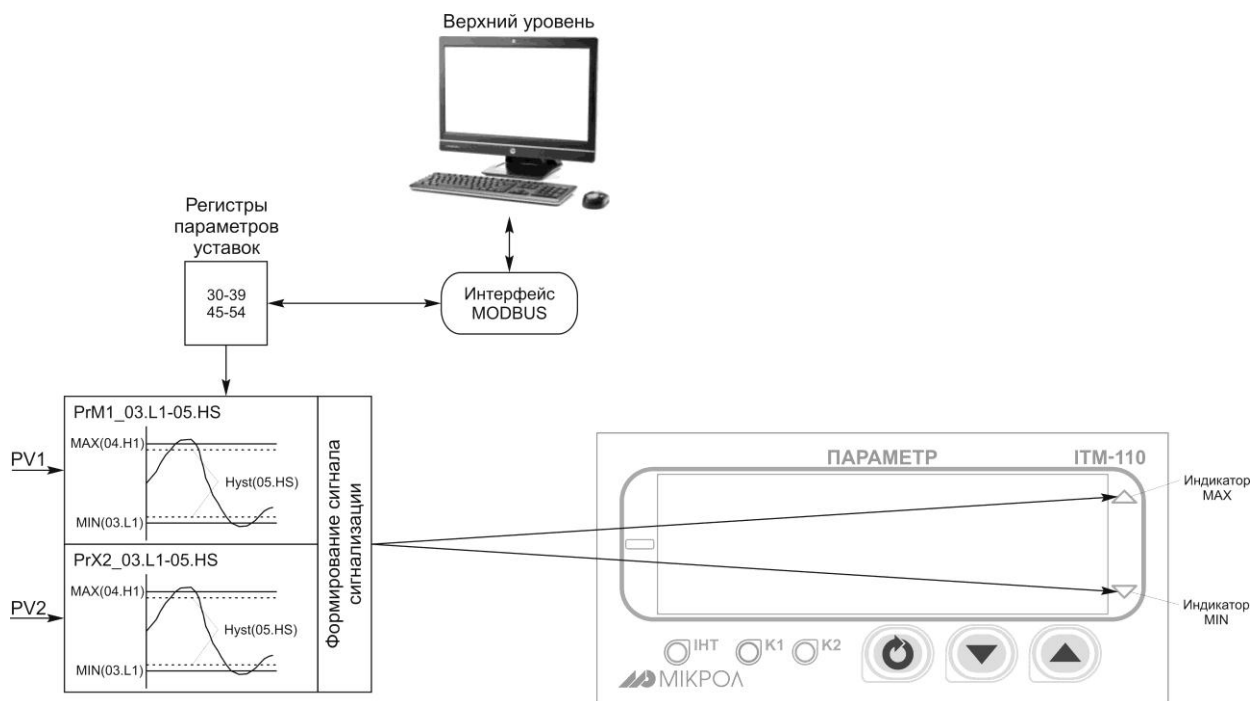 Верхний уровень
Регистры
параметров
уставок
30-39
45-54
Интерфейс
MODBUS
PrM1_03.L1-05.HS
MAX(04.H1)
PV1
Hyst(05.HS)
MIN(03.L1)
PrX2_03.L1-05.HS
MAX(04.H1)
PV2
Hyst(05.HS)
MIN(03.L1)
Формирование сигнала
сигнализации
ПАРАМЕТР
ITM-110
Индикатор
MAX
Индикатор
MIN
ІНТ
K1
K2
МІКРОЛ